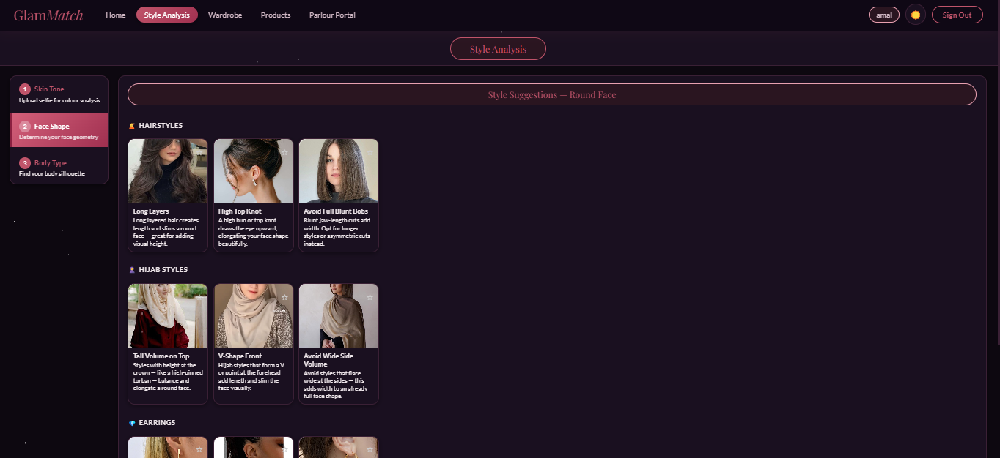 GlamMatch
Home
Style Analysis
Wardrobe
Products
Parlour Portal
amal
Sign Out
Style Analysis
1 Skin Tone
Upload selfie for colour analysis
2 Face Shape
Determine your face geometry
3 Body Type
Find your body silhouette
Style Suggestions — Round Face
HAIRSTYLES
Long Layers
Long layered hair creates
length and slims a round
face — great for adding
visual height.
High Top Knot
A high bun or top knot
draws the eye upward,
elongating your face shape
beautifully.
Avoid Full Blunt Bobs
Blunt jaw-length cuts add
width. Opt for longer
styles or asymmetric cuts
instead.
HIJAB STYLES
Tall Volume on Top
Styles with height at the
crown — like a high-pinned
turban — balance and
elongate a round face.
V-Shape Front
Hijab styles that form a V
or point at the forehead
add length and slim the
face visually.
Avoid Wide Side
Volume
Avoid styles that flare
wide at the sides — this
adds width to an already
full face shape.
EARRINGS